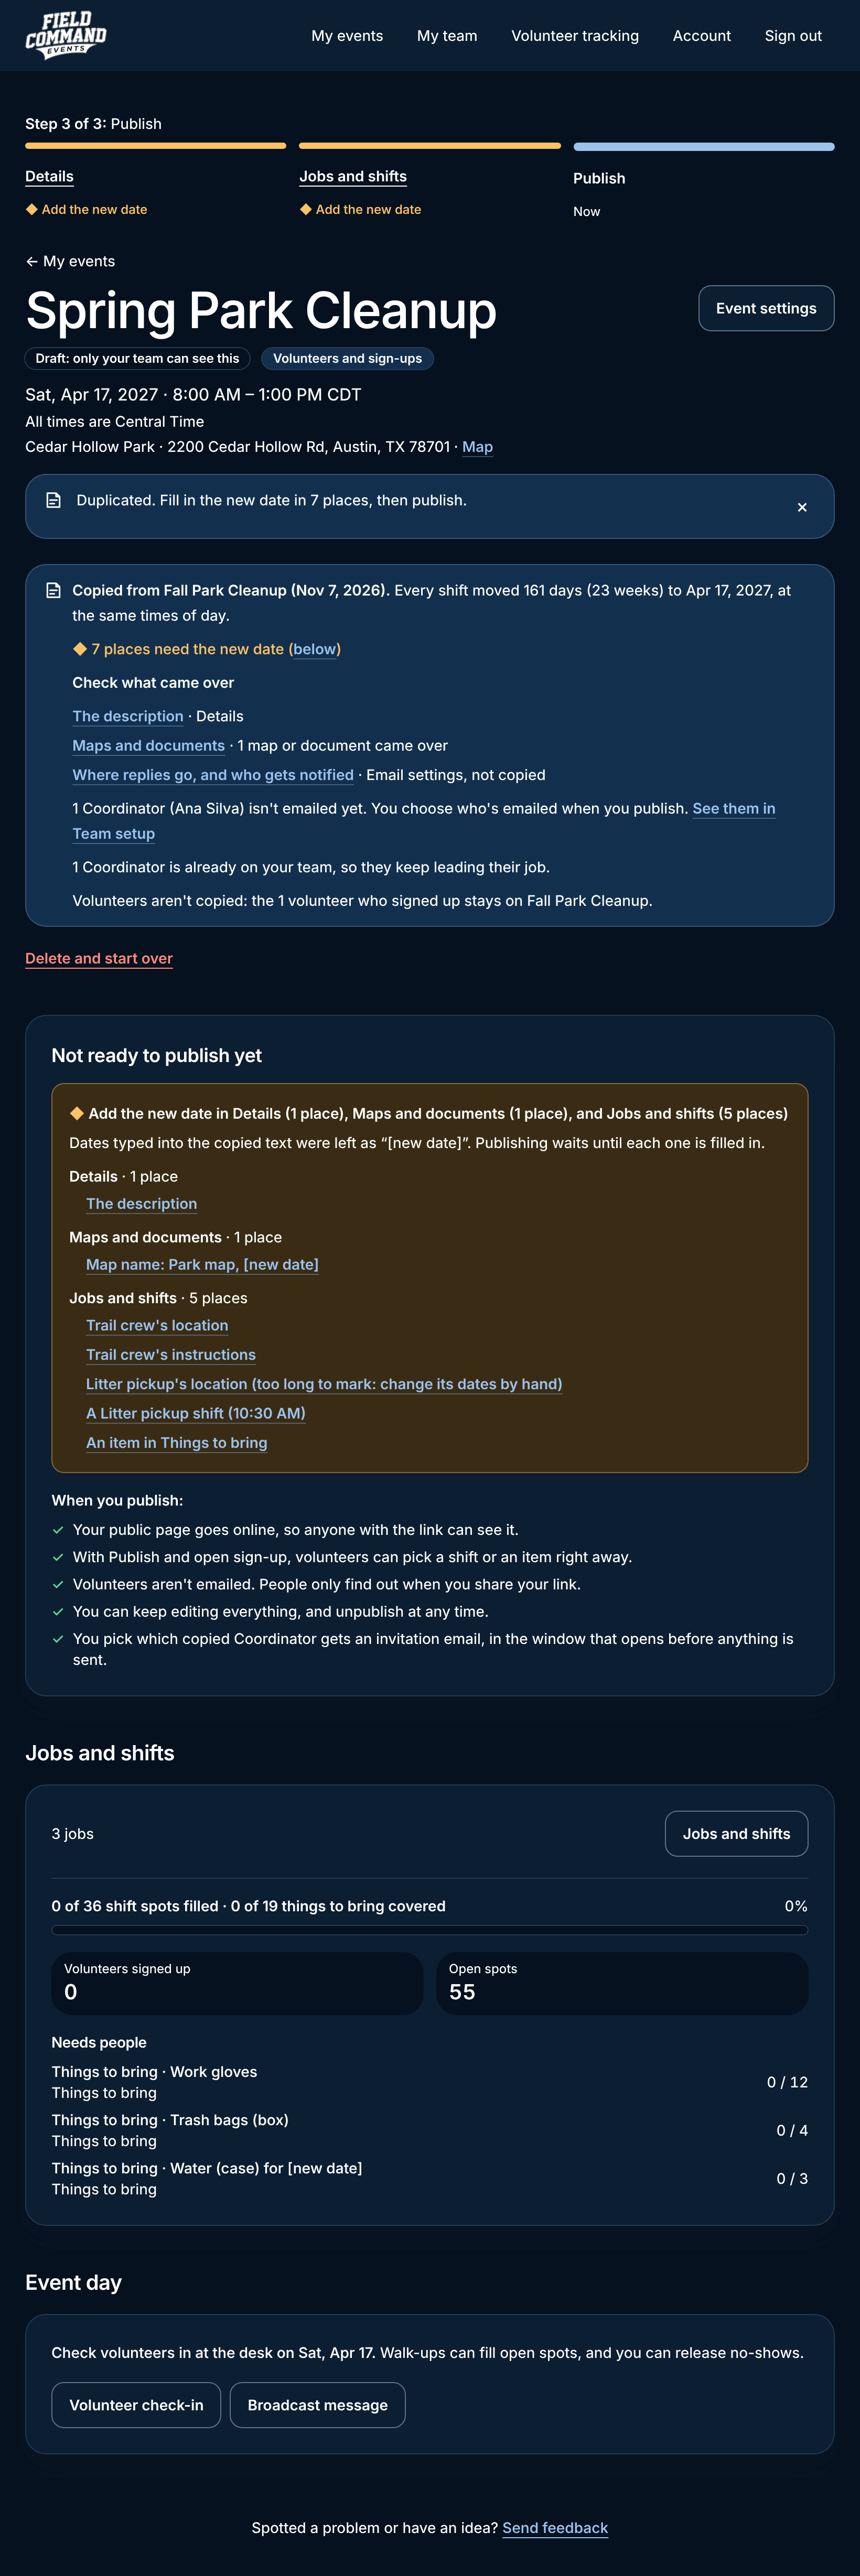 FIELD
COMMAND
EVENTS
My events
My team
Volunteer tracking
Account
Sign out
Step 3 of 3: Publish
Details
Jobs and shifts
Publish
◆ Add the new date
◆ Add the new date
Now
← My events
Spring Park Cleanup
Event settings
Draft: only your team can see this
Volunteers and sign-ups
Sat, Apr 17, 2027 · 8:00 AM – 1:00 PM CDT
All times are Central Time
Cedar Hollow Park · 2200 Cedar Hollow Rd, Austin, TX 78701 · Map
Duplicated. Fill in the new date in 7 places, then publish.
×
Copied from Fall Park Cleanup (Nov 7, 2026). Every shift moved 161 days (23 weeks) to Apr 17, 2027, at
the same times of day.
◆ 7 places need the new date (below)
Check what came over
The description · Details
Maps and documents · 1 map or document came over
Where replies go, and who gets notified · Email settings, not copied
1 Coordinator (Ana Silva) isn't emailed yet. You choose who's emailed when you publish. See them in
Team setup
1 Coordinator is already on your team, so they keep leading their job.
Volunteers aren't copied: the 1 volunteer who signed up stays on Fall Park Cleanup.
Delete and start over
Not ready to publish yet
◆ Add the new date in Details (1 place), Maps and documents (1 place), and Jobs and shifts (5 places)
Dates typed into the copied text were left as “[new date]”. Publishing waits until each one is filled in.
Details · 1 place
The description
Maps and documents · 1 place
Map name: Park map, [new date]
Jobs and shifts · 5 places
Trail crew's location
Trail crew's instructions
Litter pickup's location (too long to mark: change its dates by hand)
A Litter pickup shift (10:30 AM)
An item in Things to bring
When you publish:
✓ Your public page goes online, so anyone with the link can see it.
✓ With Publish and open sign-up, volunteers can pick a shift or an item right away.
✓ Volunteers aren't emailed. People only find out when you share your link.
✓ You can keep editing everything, and unpublish at any time.
✓ You pick which copied Coordinator gets an invitation email, in the window that opens before anything is
sent.
Jobs and shifts
3 jobs
Jobs and shifts
0 of 36 shift spots filled · 0 of 19 things to bring covered
0%
Volunteers signed up
0
Open spots
55
Needs people
Things to bring · Work gloves
Things to bring
0 / 12
Things to bring · Trash bags (box)
Things to bring
0 / 4
Things to bring · Water (case) for [new date]
Things to bring
0 / 3
Event day
Check volunteers in at the desk on Sat, Apr 17. Walk-ups can fill open spots, and you can release no-shows.
Volunteer check-in
Broadcast message
Spotted a problem or have an idea? Send feedback